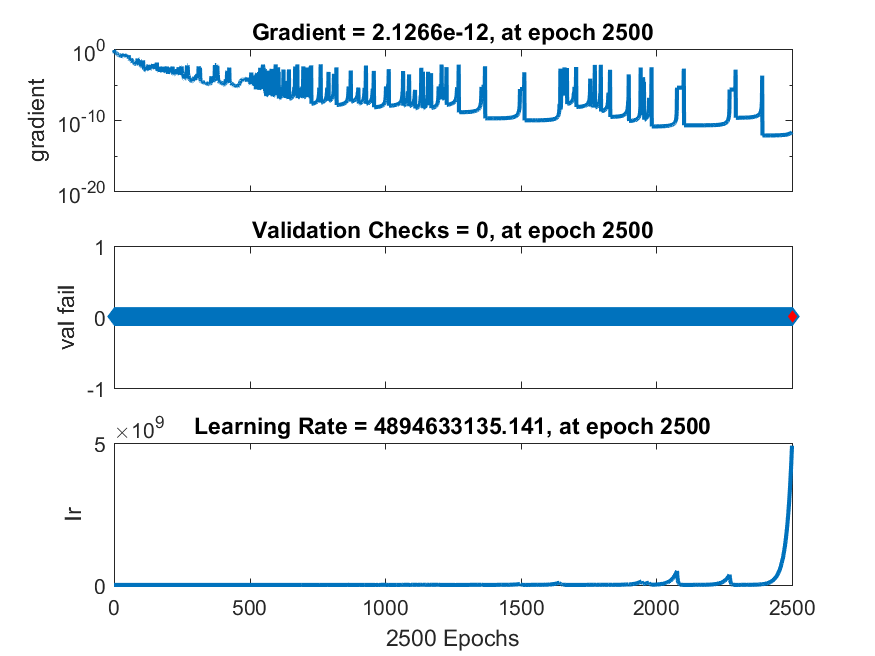 Gradient = 2.1266e-12, at epoch 2500
10^0
10^-10
10^-20
gradient
Validation Checks = 0, at epoch 2500
1
0
-1
val fail
×10^9
Learning Rate = 4894633135.141, at epoch 2500
5
0
lr
0 500 1000 1500 2000 2500
2500 Epochs